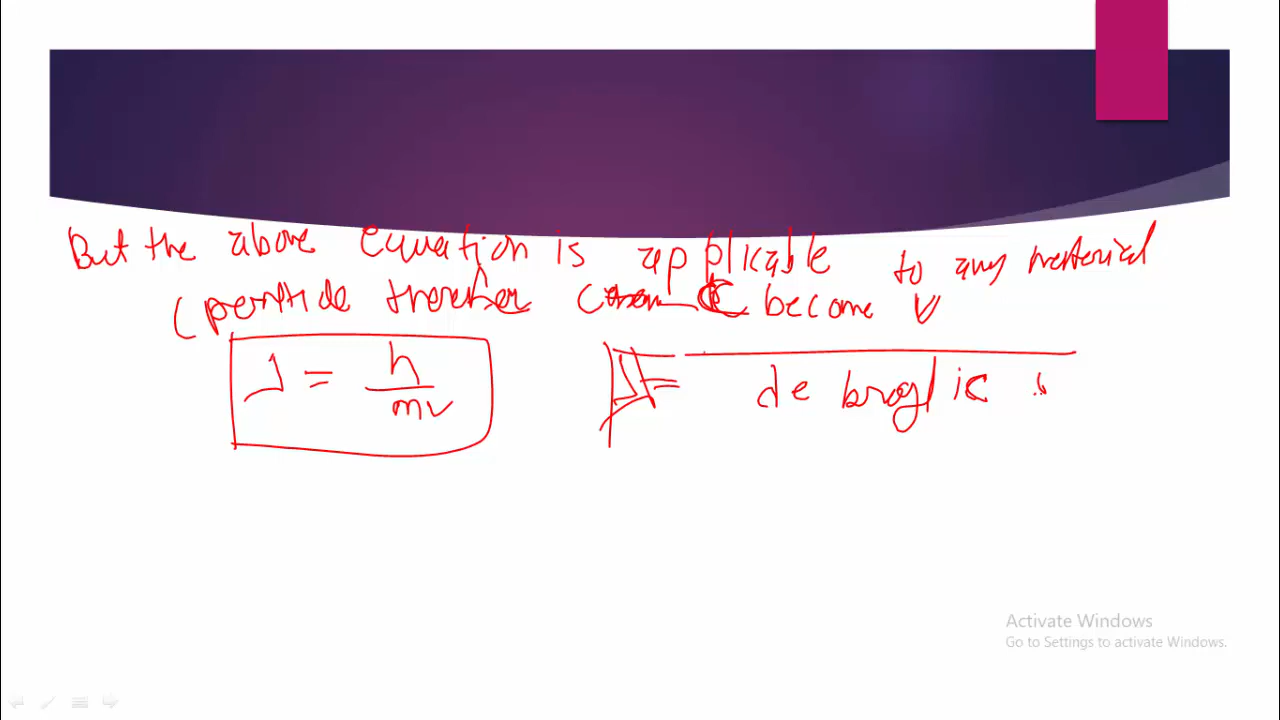 But the above equation is applicable to any material
(particle therefor C become v
λ = h / mv
λ = de broglie
Activate Windows
Go to Settings to activate Windows.